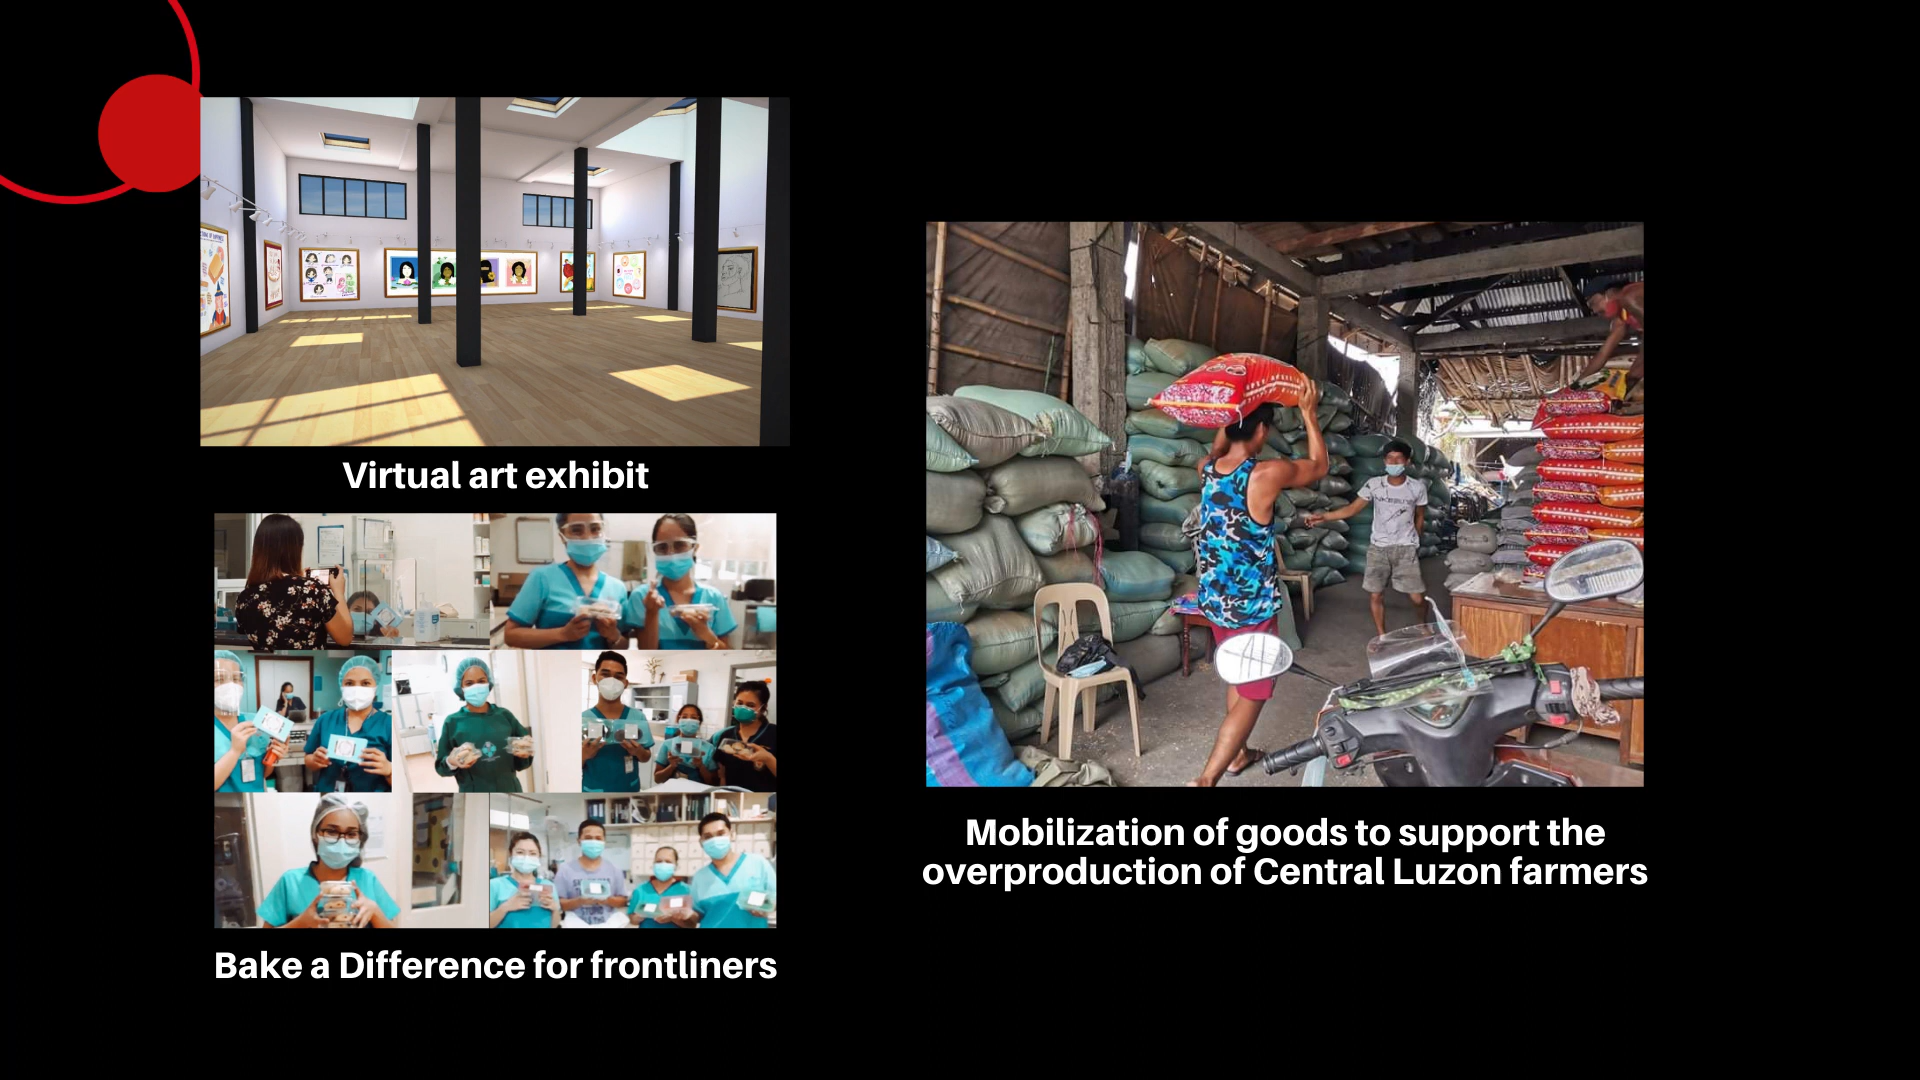 Virtual art exhibit
Bake a Difference for frontliners
Mobilization of goods to support the
overproduction of Central Luzon farmers